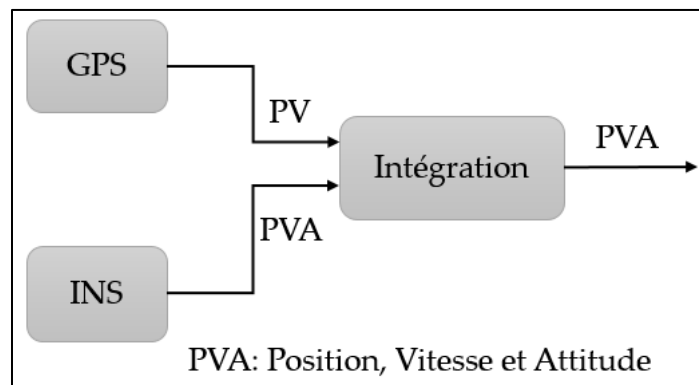 GPS
PV
Intégration
PVA
PVA
INS
PVA: Position, Vitesse et Attitude